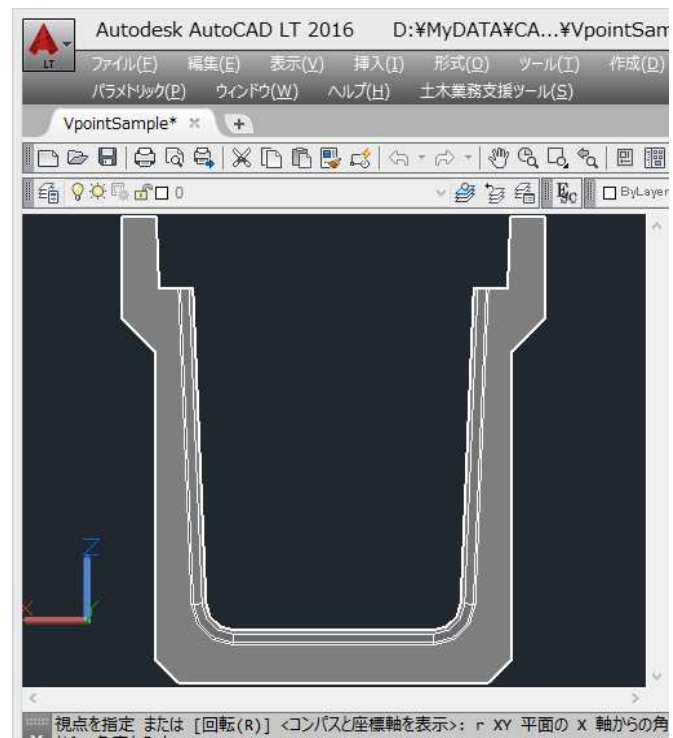 Autodesk AutoCAD LT 2016 D:¥MyDATA¥CA...¥VpointSam
LT
ファイル(F) 編集(E) 表示(V) 挿入(I) 形式(O) ツール(T) 作成(D)
パラメトリック(P) ウィンドウ(W) ヘルプ(H) 土木業務支援ツール(S)
VpointSample*
0 Esc ByLayer
Z
X Y
視点を指定 または [回転(R)] <コンパスと座標軸を表示>: r XY 平面の X 軸からの角